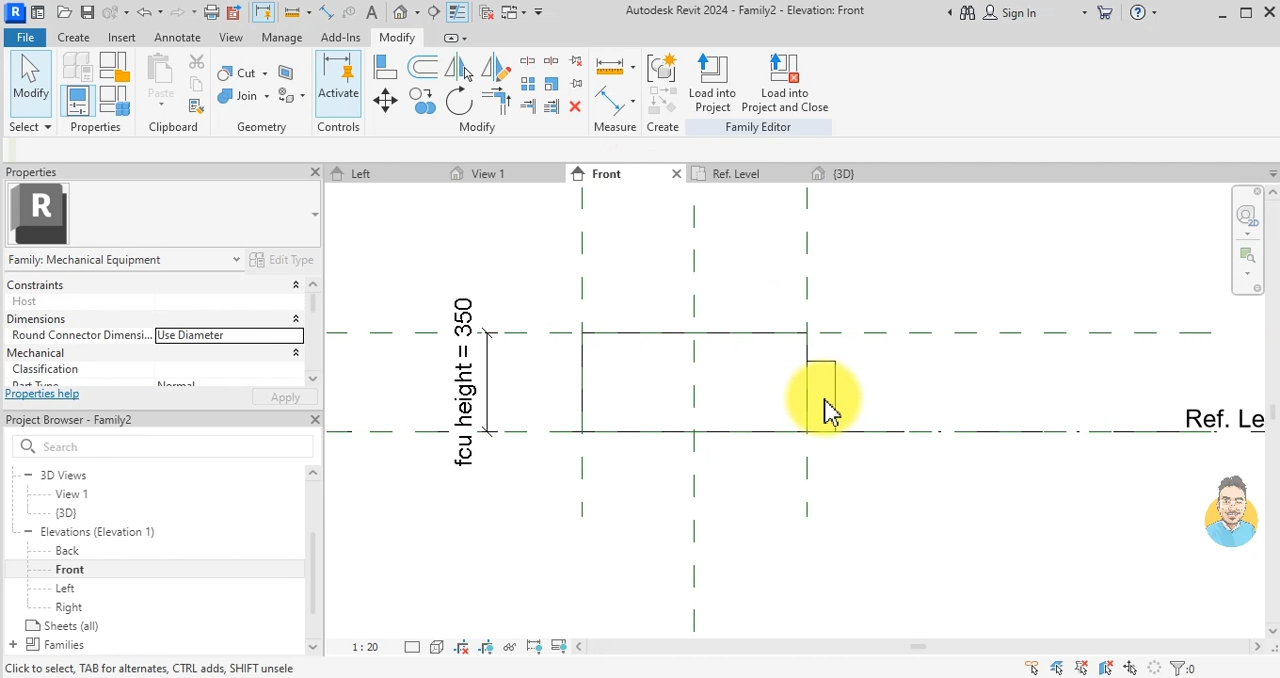 Autodesk Revit 2024 - Family2 - Elevation: Front
Sign In
File Create Insert Annotate View Manage Add-Ins Modify
Modify
Paste
Cut
Join
Activate
Load into Project
Load into Project and Close
Select Properties Clipboard Geometry Controls Modify Measure Create Family Editor
Properties
Left View 1 Front Ref. Level {3D}
R
2D
Family: Mechanical Equipment Edit Type
Constraints
Host
Dimensions
Round Connector Dimensi... Use Diameter
Mechanical
Classification
Part Type Normal
Properties help Apply
fcu height = 350
Ref. Le
Project Browser - Family2
Search
3D Views
View 1
{3D}
Elevations (Elevation 1)
Back
Front
Left
Right
Sheets (all)
Families
1 : 20
Click to select, TAB for alternates, CTRL adds, SHIFT unsele
:0